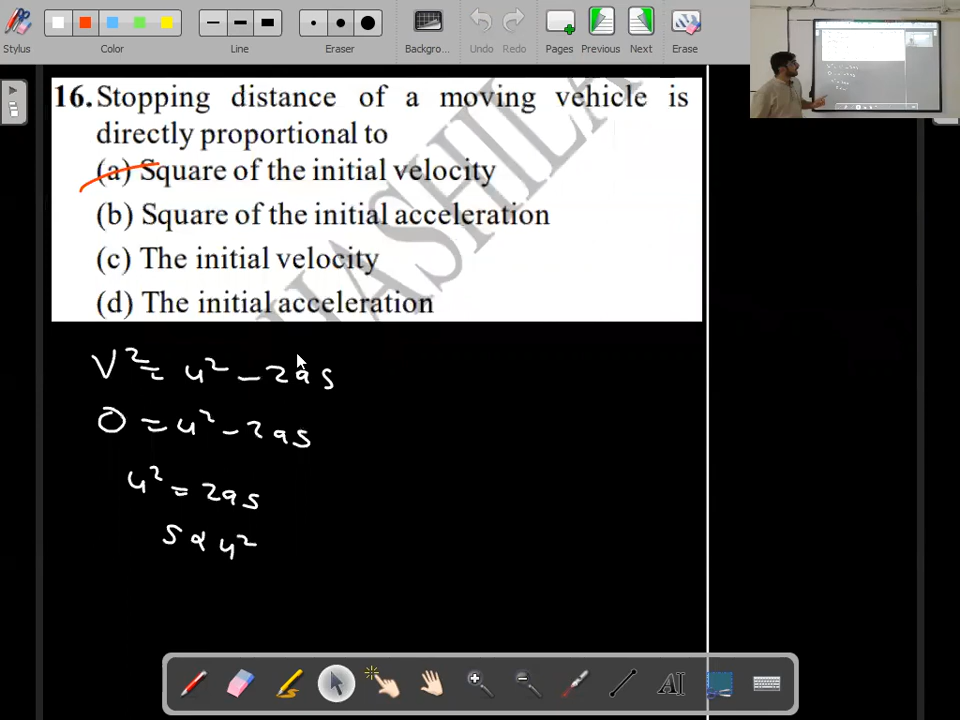 Stylus
Color
Line
Eraser
Backgro...
Undo
Redo
Pages
Previous
Next
Erase
16. Stopping distance of a moving vehicle is
directly proportional to
(a) Square of the initial velocity
(b) Square of the initial acceleration
(c) The initial velocity
(d) The initial acceleration
V² = u² - 2as
0 = u² - 2as
u² = 2as
S ∝ u²